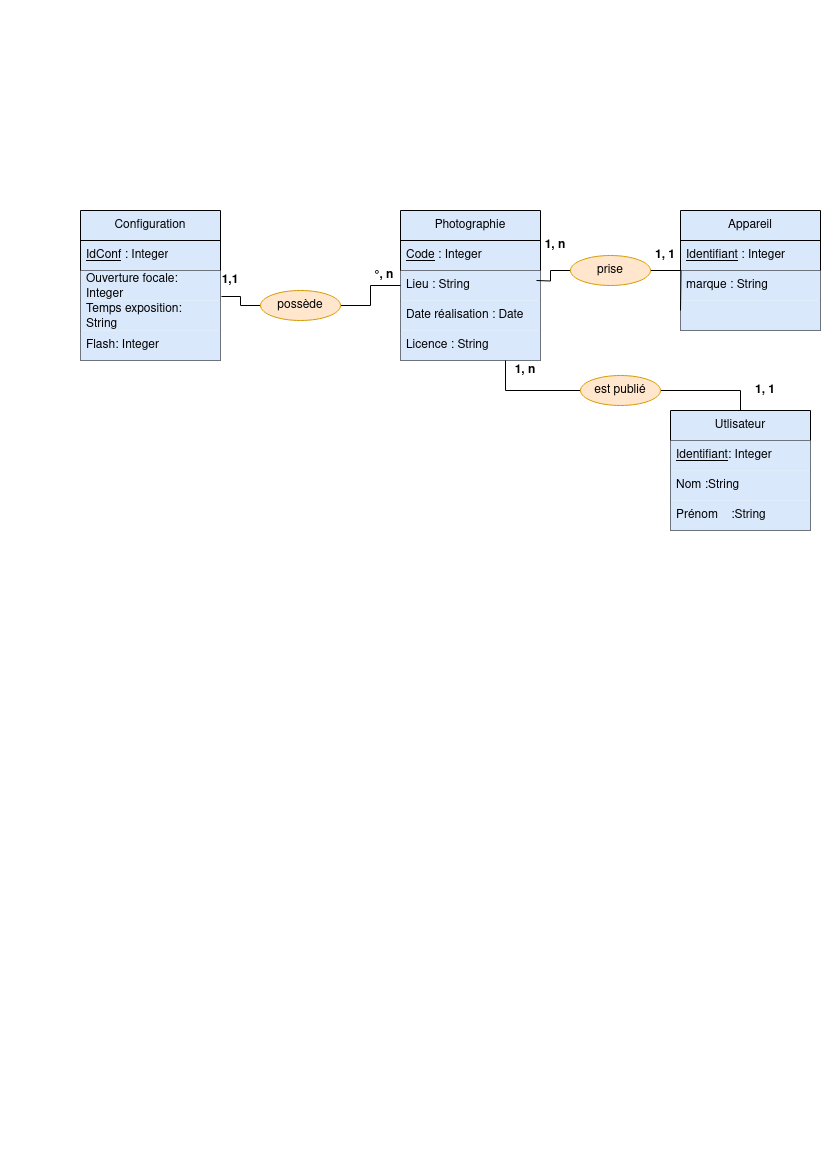 Configuration
IdConf : Integer
Ouverture focale:
Integer
Temps exposition:
String
Flash: Integer
1,1
possède
°, n
Photographie
Code : Integer
Lieu : String
Date réalisation : Date
Licence : String
1, n
prise
1, 1
Appareil
Identifiant : Integer
marque : String
1, n
est publié
1, 1
Utlisateur
Identifiant: Integer
Nom :String
Prénom :String